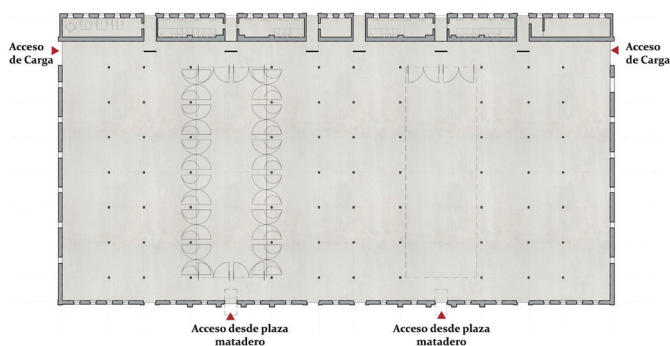 Acceso
de Carga
Acceso
de Carga
Acceso desde plaza
matadero
Acceso desde plaza
matadero